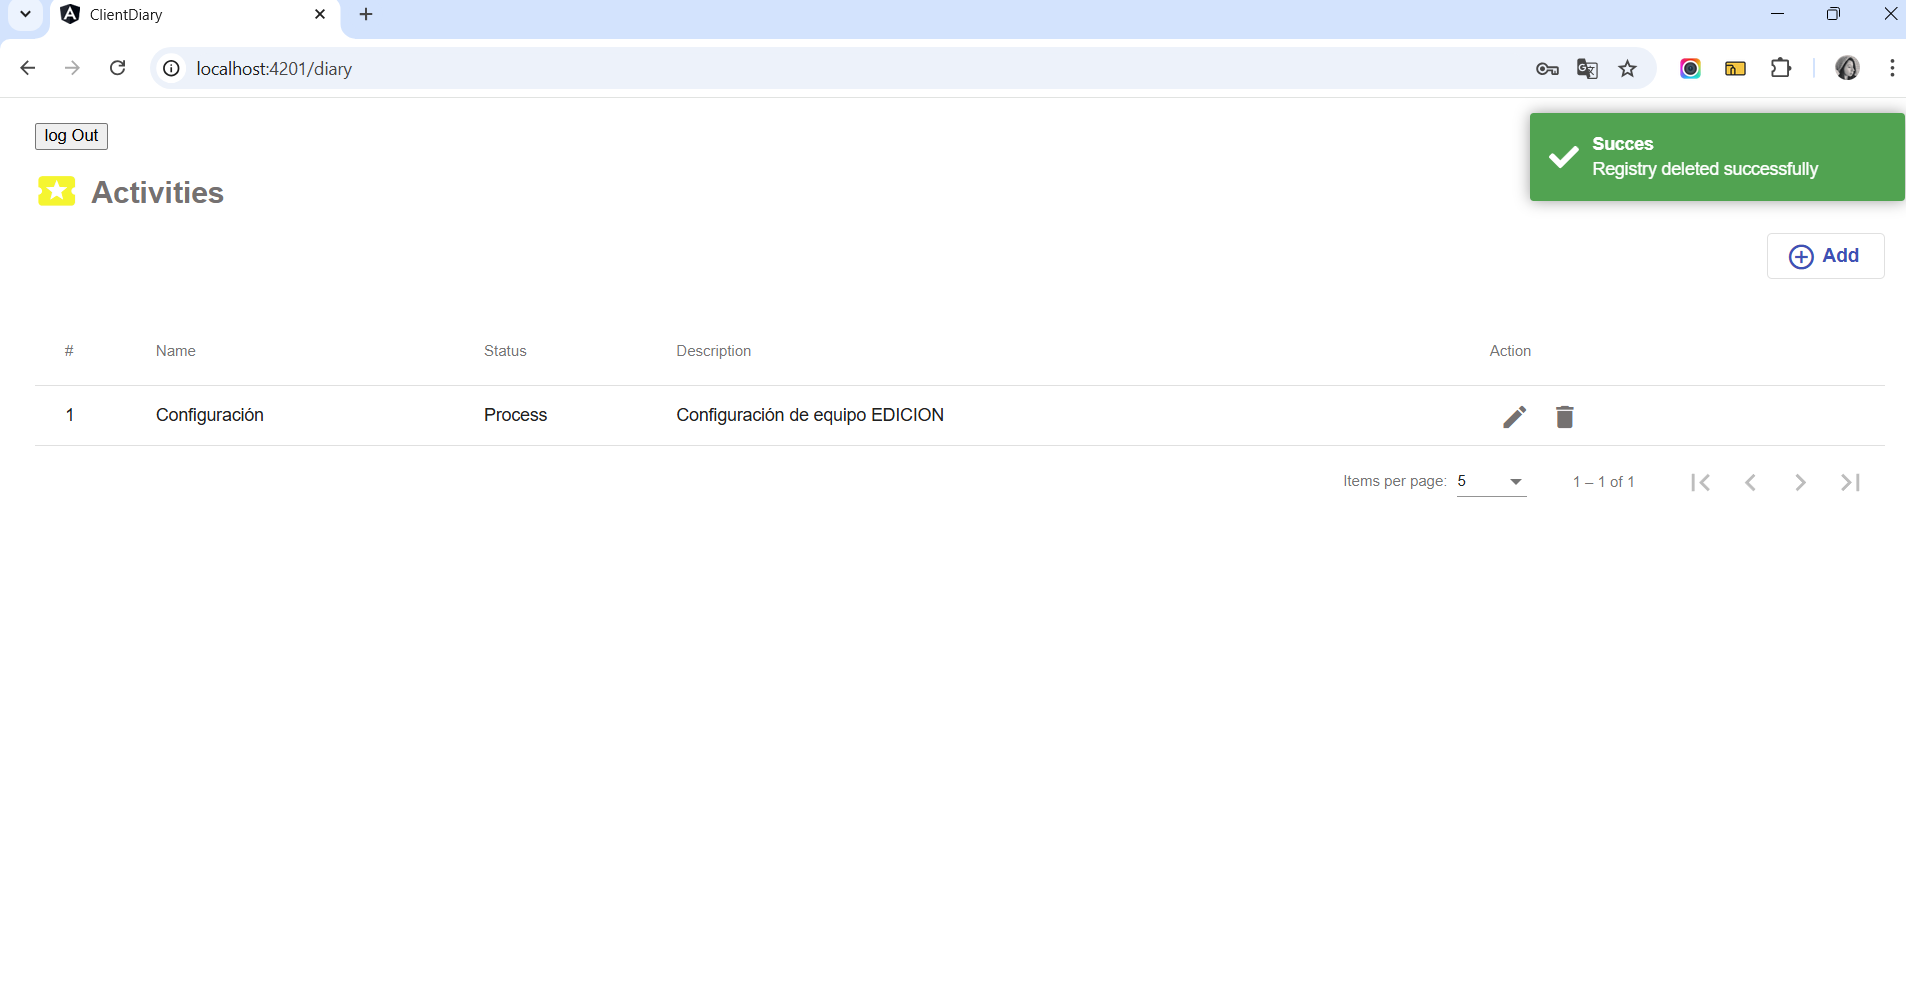 ClientDiary
localhost:4201/diary
log Out
Succes
Registry deleted successfully
Activities
Add
# Name Status Description Action
1 Configuración Process Configuración de equipo EDICION
Items per page: 5 1 – 1 of 1